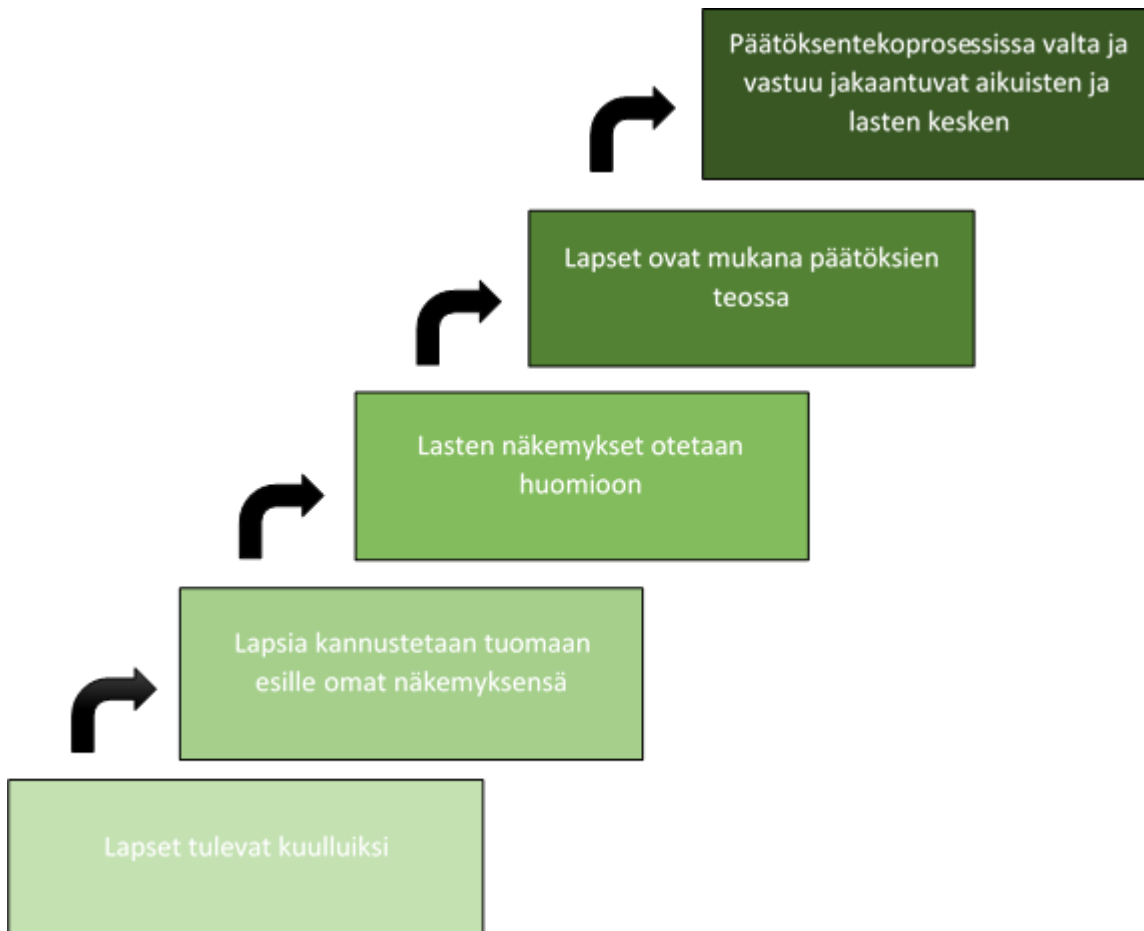 Päätöksentekoprosessissa valta ja
vastuu jakaantuvat aikuisten ja
lasten kesken
Lapset ovat mukana päätöksien
teossa
Lasten näkemykset otetaan
huomioon
Lapsia kannustetaan tuomaan
esille omat näkemyksensä
Lapset tulevat kuulluiksi